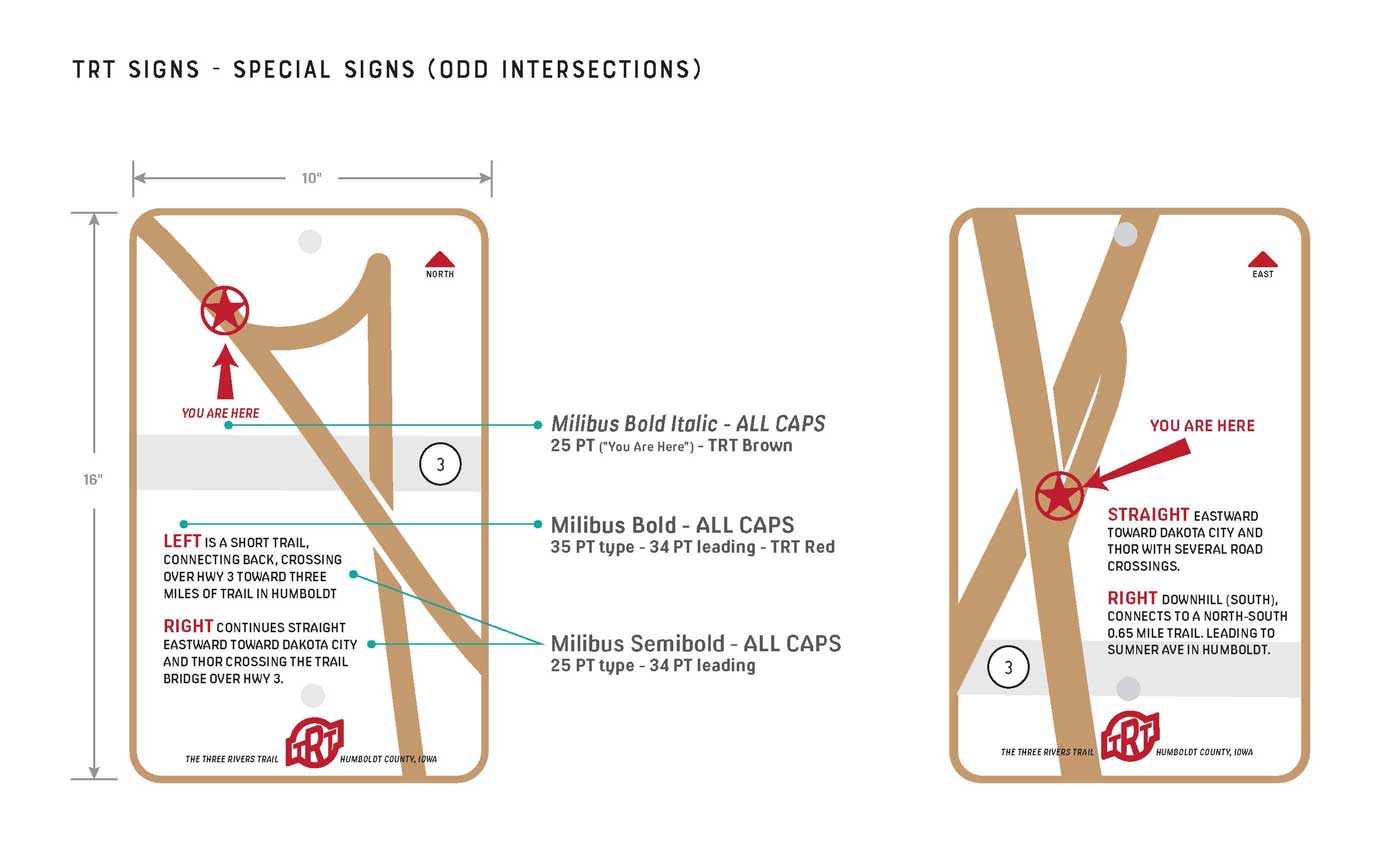 TRT SIGNS - SPECIAL SIGNS (ODD INTERSECTIONS)
10"
16"
NORTH
YOU ARE HERE
3
LEFT IS A SHORT TRAIL,
CONNECTING BACK, CROSSING
OVER HWY 3 TOWARD THREE
MILES OF TRAIL IN HUMBOLDT
RIGHT CONTINUES STRAIGHT
EASTWARD TOWARD DAKOTA CITY
AND THOR CROSSING THE TRAIL
BRIDGE OVER HWY 3.
THE THREE RIVERS TRAIL
TRT
HUMBOLDT COUNTY, IOWA
Milibus Bold Italic - ALL CAPS
25 PT ("You Are Here") - TRT Brown
Milibus Bold - ALL CAPS
35 PT type - 34 PT leading - TRT Red
Milibus Semibold - ALL CAPS
25 PT type - 34 PT leading
EAST
YOU ARE HERE
STRAIGHT EASTWARD
TOWARD DAKOTA CITY AND
THOR WITH SEVERAL ROAD
CROSSINGS.
RIGHT DOWNHILL (SOUTH),
CONNECTS TO A NORTH-SOUTH
0.65 MILE TRAIL. LEADING TO
SUMNER AVE IN HUMBOLDT.
3
THE THREE RIVERS TRAIL
TRT
HUMBOLDT COUNTY, IOWA